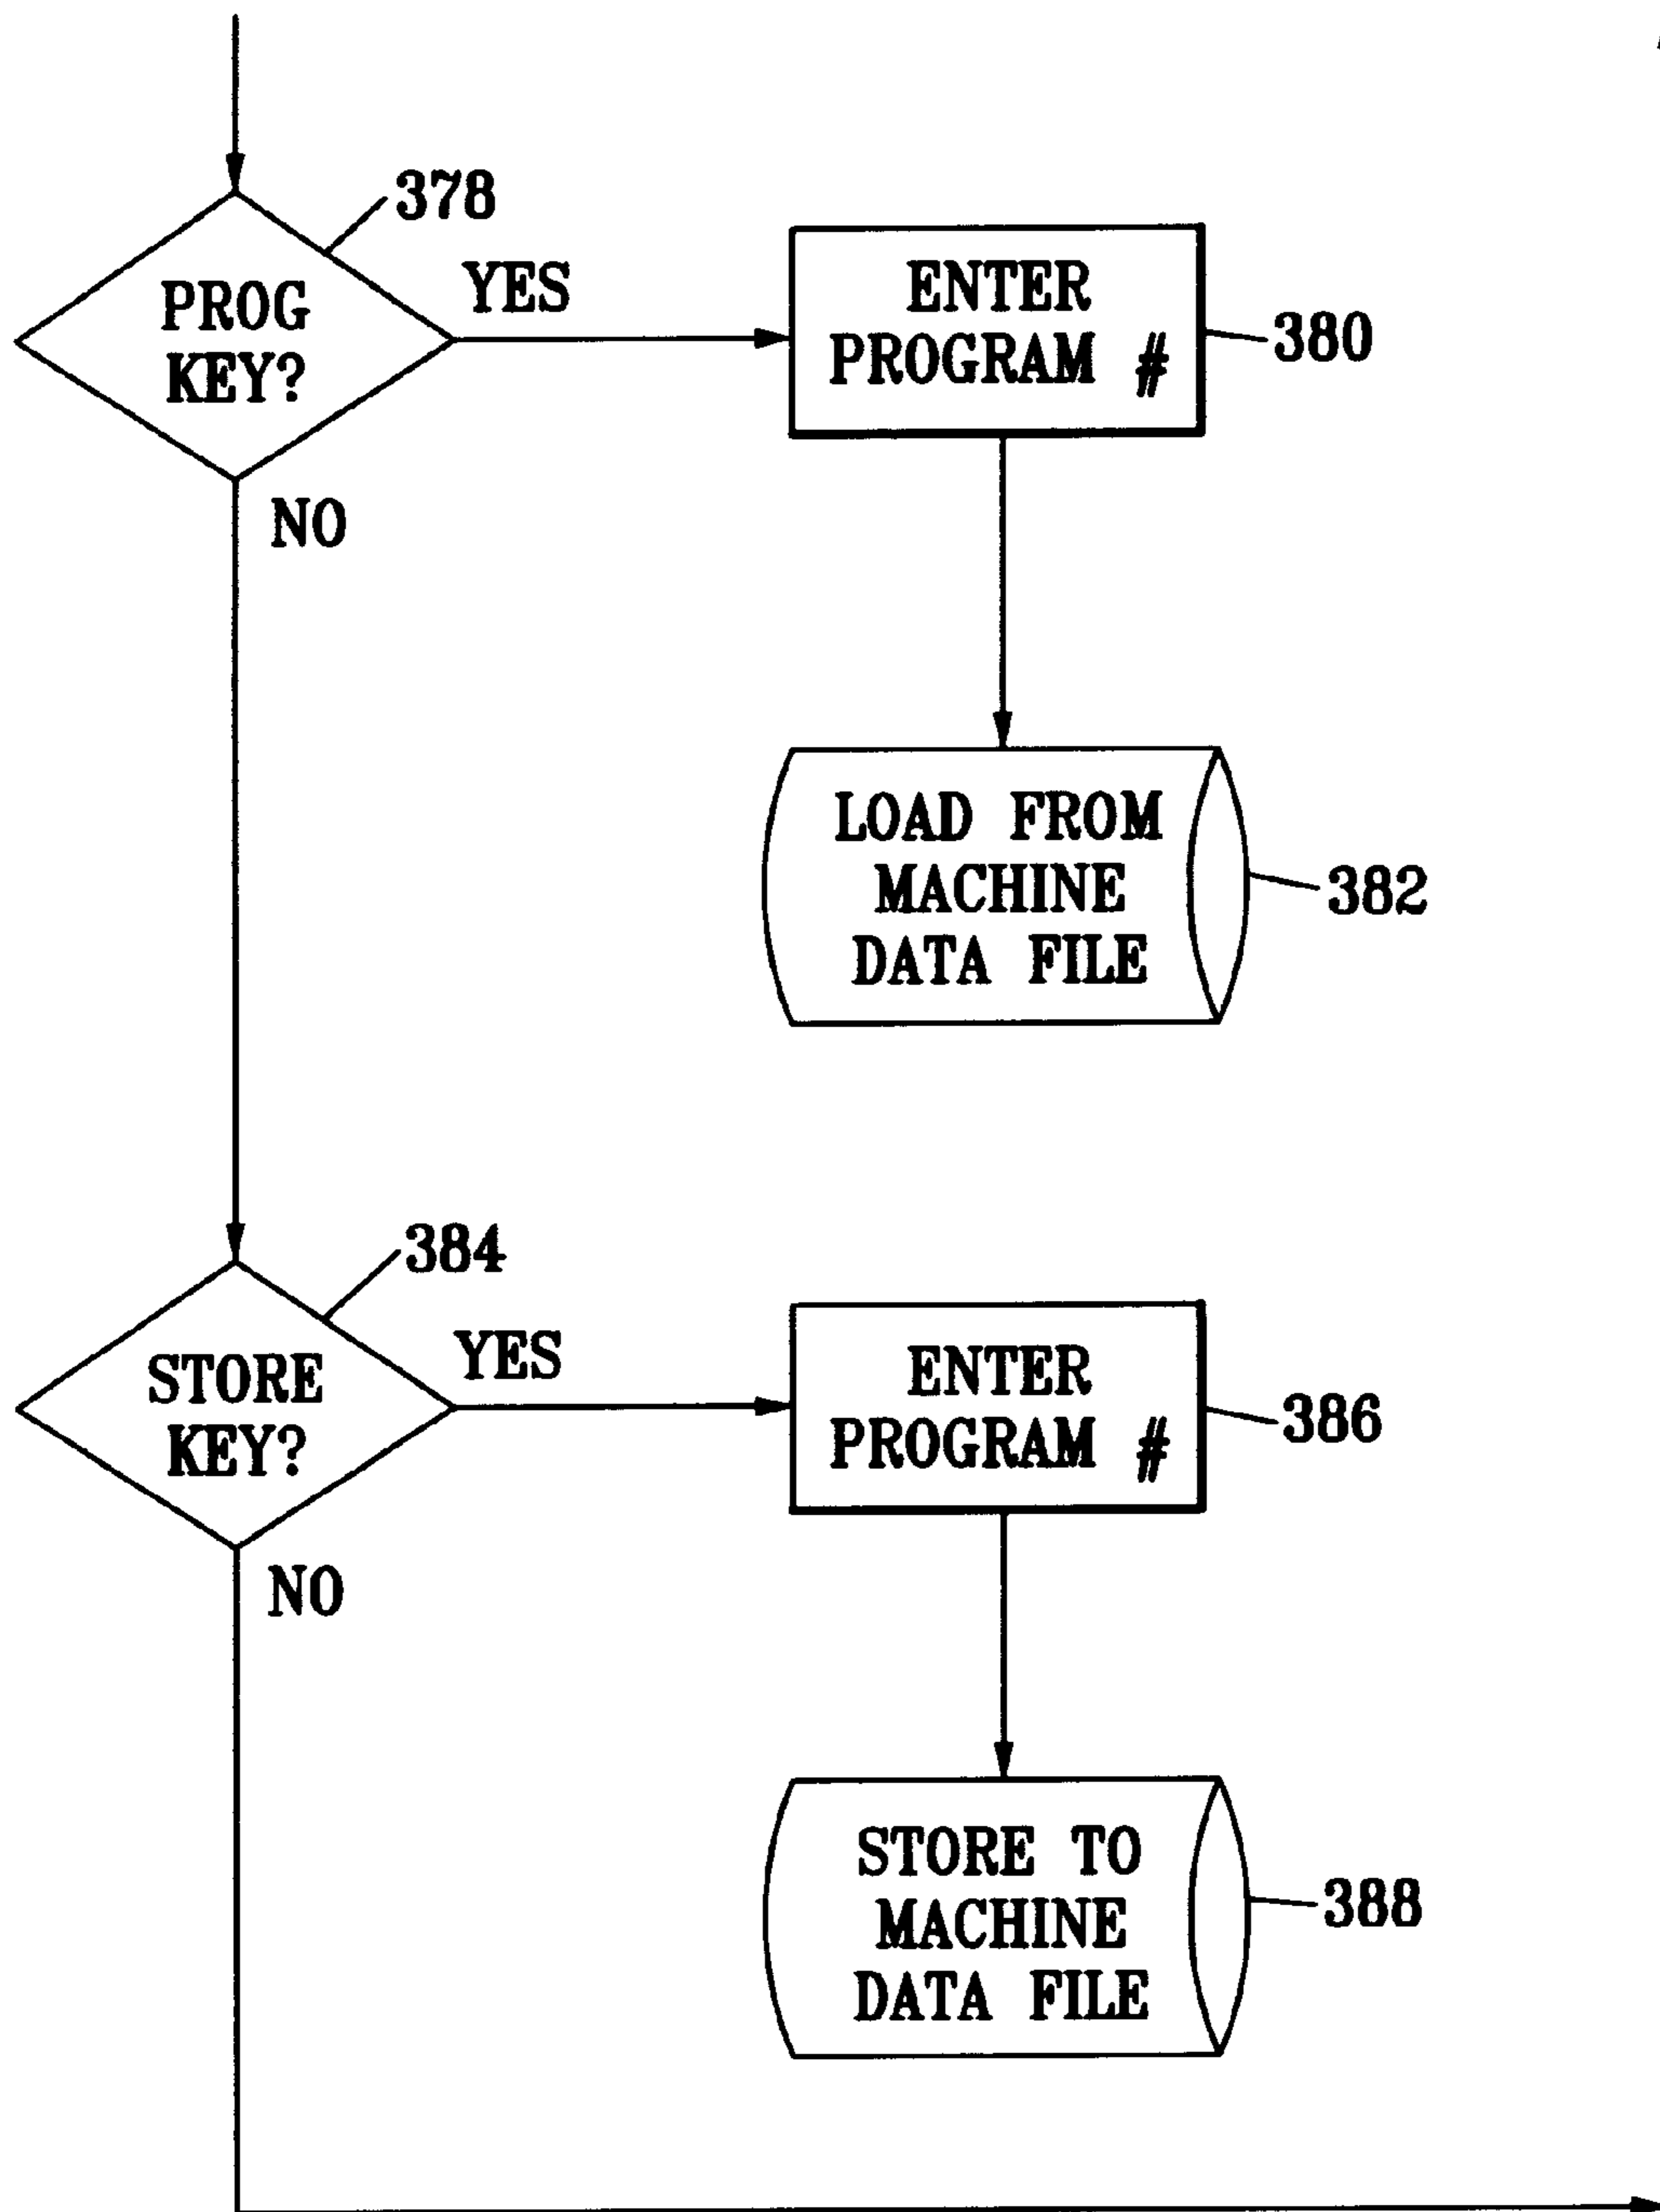 378
PROG
KEY?
YES
NO
ENTER
PROGRAM #
380
LOAD FROM
MACHINE
DATA FILE
382
384
STORE
KEY?
YES
NO
ENTER
PROGRAM #
386
STORE TO
MACHINE
DATA FILE
388